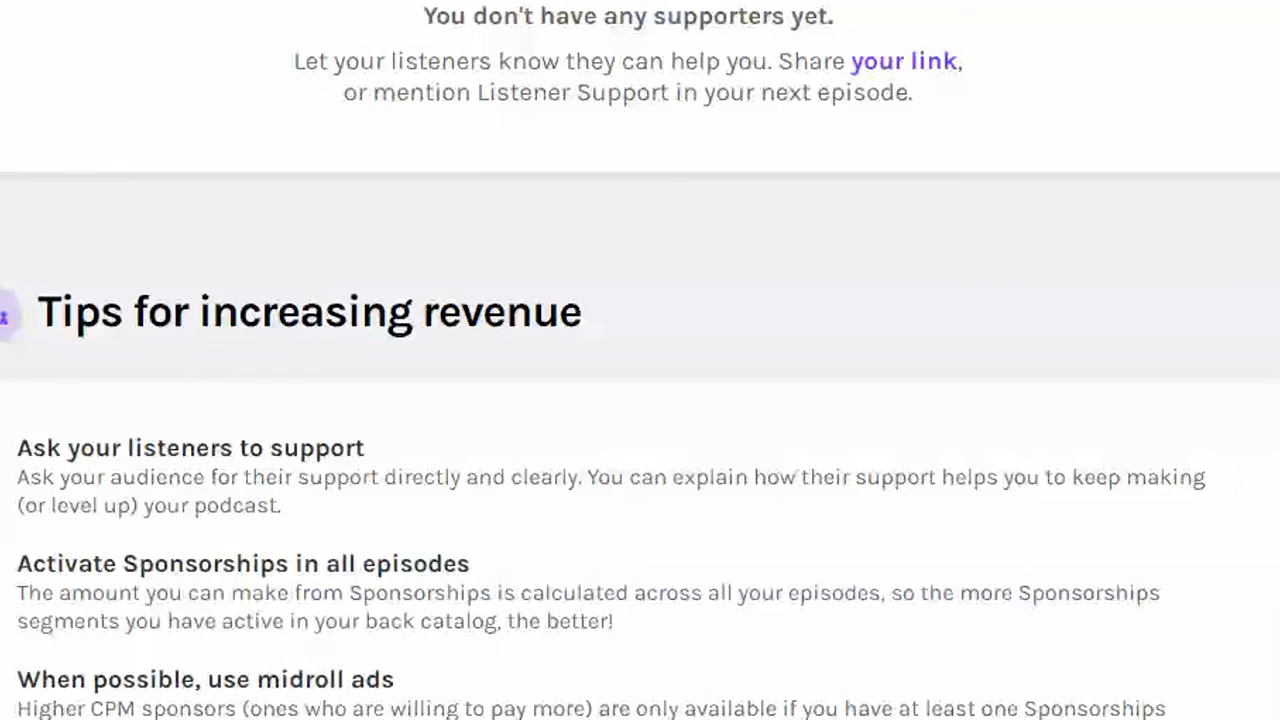 You don't have any supporters yet.
Let your listeners know they can help you. Share your link,
or mention Listener Support in your next episode.
Tips for increasing revenue
Ask your listeners to support
Ask your audience for their support directly and clearly. You can explain how their support helps you to keep making
(or level up) your podcast.
Activate Sponsorships in all episodes
The amount you can make from Sponsorships is calculated across all your episodes, so the more Sponsorships
segments you have active in your back catalog, the better!
When possible, use midroll ads
Higher CPM sponsors (ones who are willing to pay more) are only available if you have at least one Sponsorships